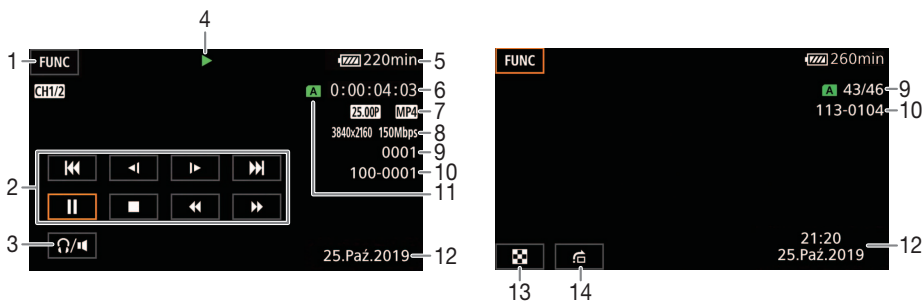 4
1
FUNC
220min
5
CH1/2
A
0:00:04:03
6
25.00P
MP4
7
3840x2160 150Mbps
8
0001
9
100-0001
10
11
2
3
25.Paź.2019
12
FUNC
260min
A
43/46
9
113-0104
10
21:20
25.Paź.2019
12
13
14